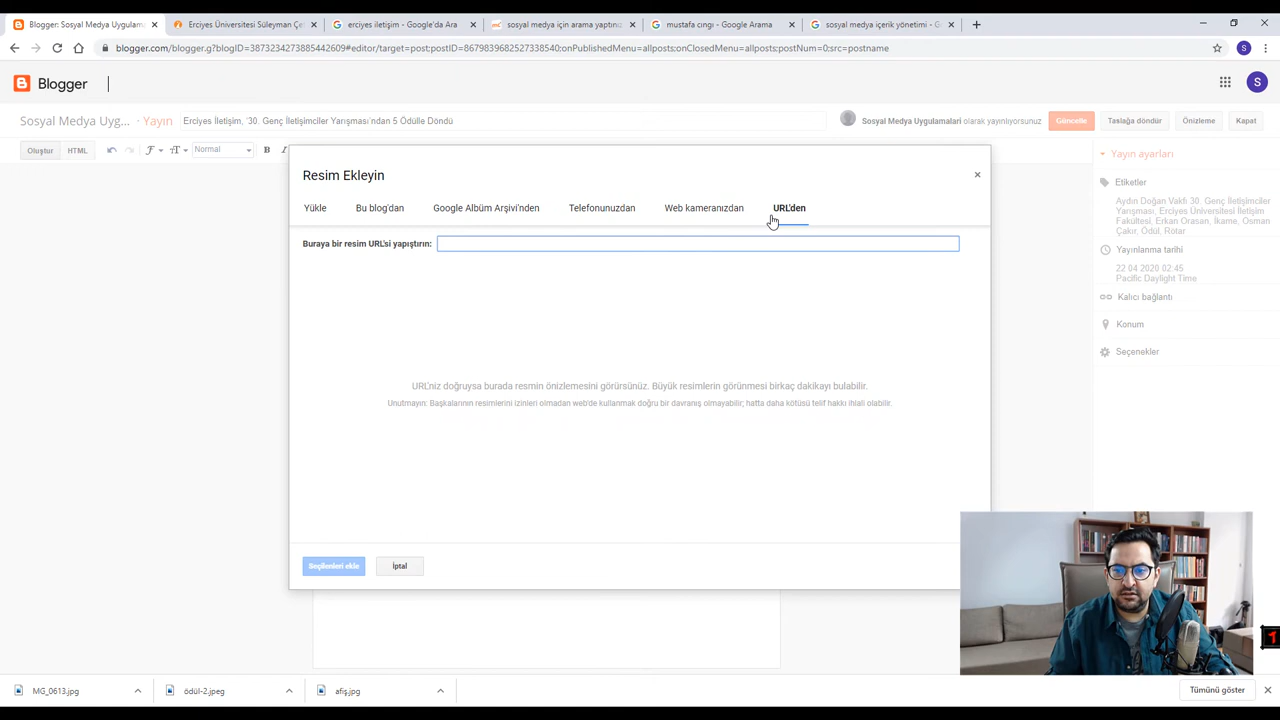 Blogger: Sosyal Medya Uygulama
Erciyes Üniversitesi Süleyman Çe
erciyes iletişim - Google'da Ara
sosyal medya için arama yaptınız
mustafa cıngı - Google Arama
sosyal medya içerik yönetimi - G
blogger.com/blogger.g?blogID=3873234273885442609#editor/target=post;postID=8679839682527338540;onPublishedMenu=allposts;onClosedMenu=allposts;postNum=0;src=postname
S
Blogger
S
Sosyal Medya Uyg... · Yayın
Erciyes İletişim, '30. Genç İletişimciler Yarışması'ndan 5 Ödülle Döndü
Sosyal Medya Uygulamalari olarak yayınlıyorsunuz
Güncelle
Taslağa döndür
Önizleme
Kapat
Oluştur
HTML
Normal
B
I
Resim Ekleyin
Yükle
Bu blog'dan
Google Albüm Arşivi'nden
Telefonunuzdan
Web kameranızdan
URL'den
Buraya bir resim URL'si yapıştırın:
URL'niz doğruysa burada resmin önizlemesini görürsünüz. Büyük resimlerin görünmesi birkaç dakikayı bulabilir.
Unutmayın: Başkalarının resimlerini izinleri olmadan web'de kullanmak doğru bir davranış olmayabilir; hatta daha kötüsü telif hakkı ihlali olabilir.
Seçilenleri ekle
İptal
Yayın ayarları
Etiketler
Aydın Doğan Vakfı 30. Genç İletişimciler
Yarışması, Erciyes Üniversitesi İletişim
Fakültesi, Erkan Orasan, İkame, Osman
Çakır, Ödül, Rotar
Yayınlanma tarihi
22 04 2020 02:45
Pacific Daylight Time
Kalıcı bağlantı
Konum
Seçenekler
1
MG_0613.jpg
ödül-2.jpeg
afiş.jpg
Tümünü göster